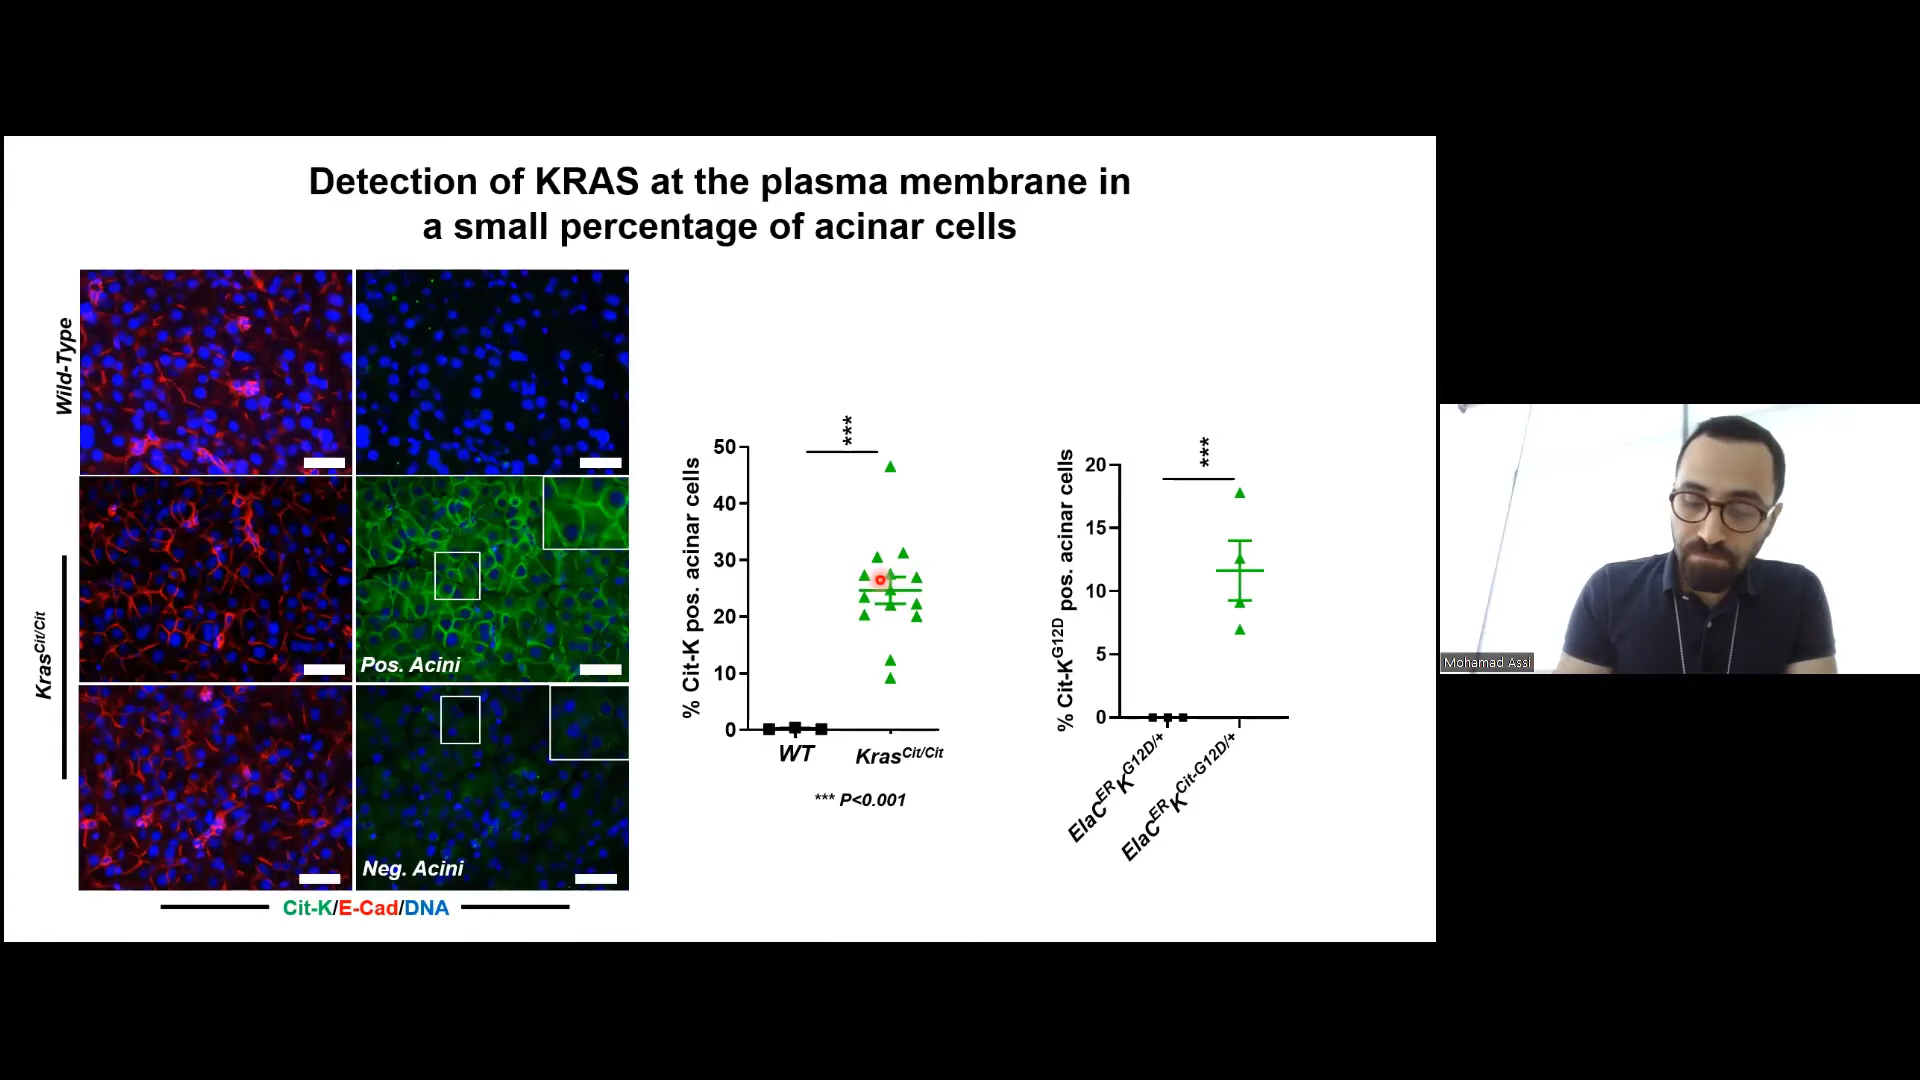 Detection of KRAS at the plasma membrane in
a small percentage of acinar cells
Wild-Type
Kras^Cit/Cit
Pos. Acini
Neg. Acini
Cit-K/E-Cad/DNA
% Cit-K pos. acinar cells
50
40
30
20
10
0
***
WT
Kras^Cit/Cit
*** P<0.001
% Cit-K^G12D pos. acinar cells
20
15
10
5
0
***
ElaC^ER K^G12D/+
ElaC^ER K^Cit-G12D/+
Mohamad Assi